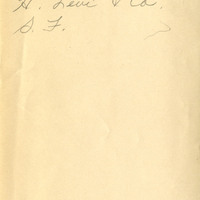 H. Levi & Co.
S. F.